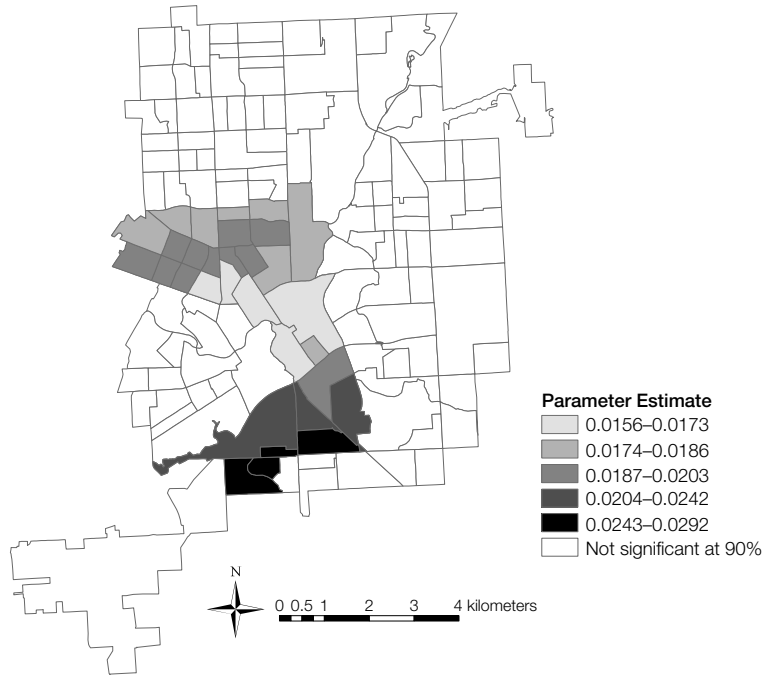 Parameter Estimate
0.0156–0.0173
0.0174–0.0186
0.0187–0.0203
0.0204–0.0242
0.0243–0.0292
Not significant at 90%
N
0 0.5 1 2 3 4 kilometers